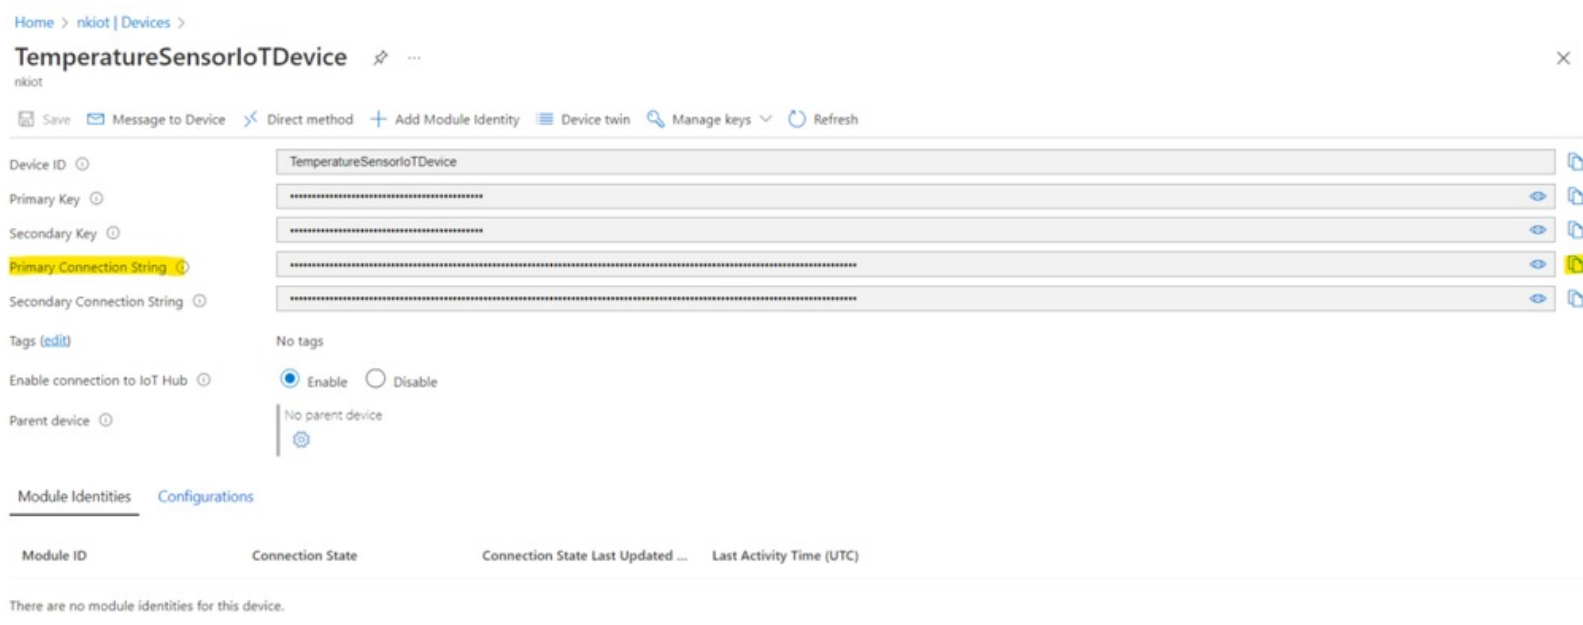 Home > nkiot | Devices >
TemperatureSensorIoTDevice ...
nkiot
Save Message to Device Direct method Add Module Identity Device twin Manage keys Refresh
Device ID TemperatureSensorIoTDevice
Primary Key
Secondary Key
Primary Connection String
Secondary Connection String
Tags (edit) No tags
Enable connection to IoT Hub Enable Disable
Parent device No parent device
Module Identities Configurations
Module ID Connection State Connection State Last Updated ... Last Activity Time (UTC)
There are no module identities for this device.